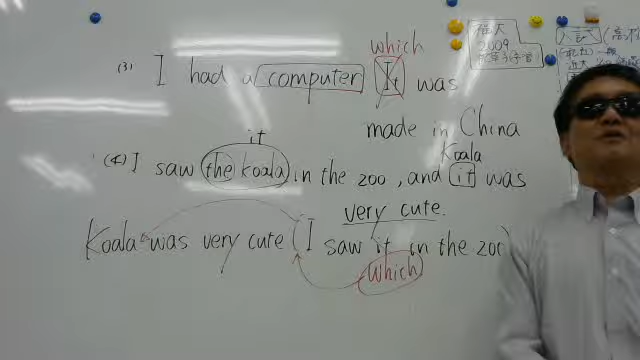 which
(3) I had a computer It was
made in China
it
Koala
(4) I saw the koala in the zoo, and it was
very cute.
Koala was very cute (I saw it in the zoo)
which
2009